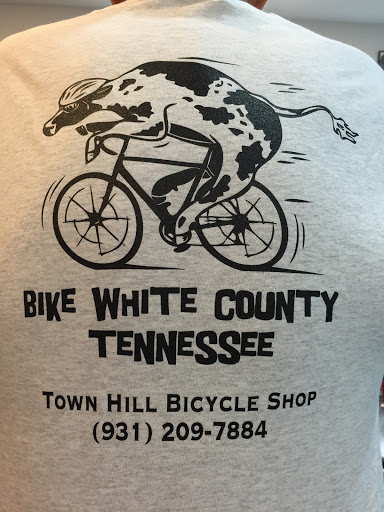 BIKE WHITE COUNTY
TENNESSEE
TOWN HILL BICYCLE SHOP
(931) 209-7884